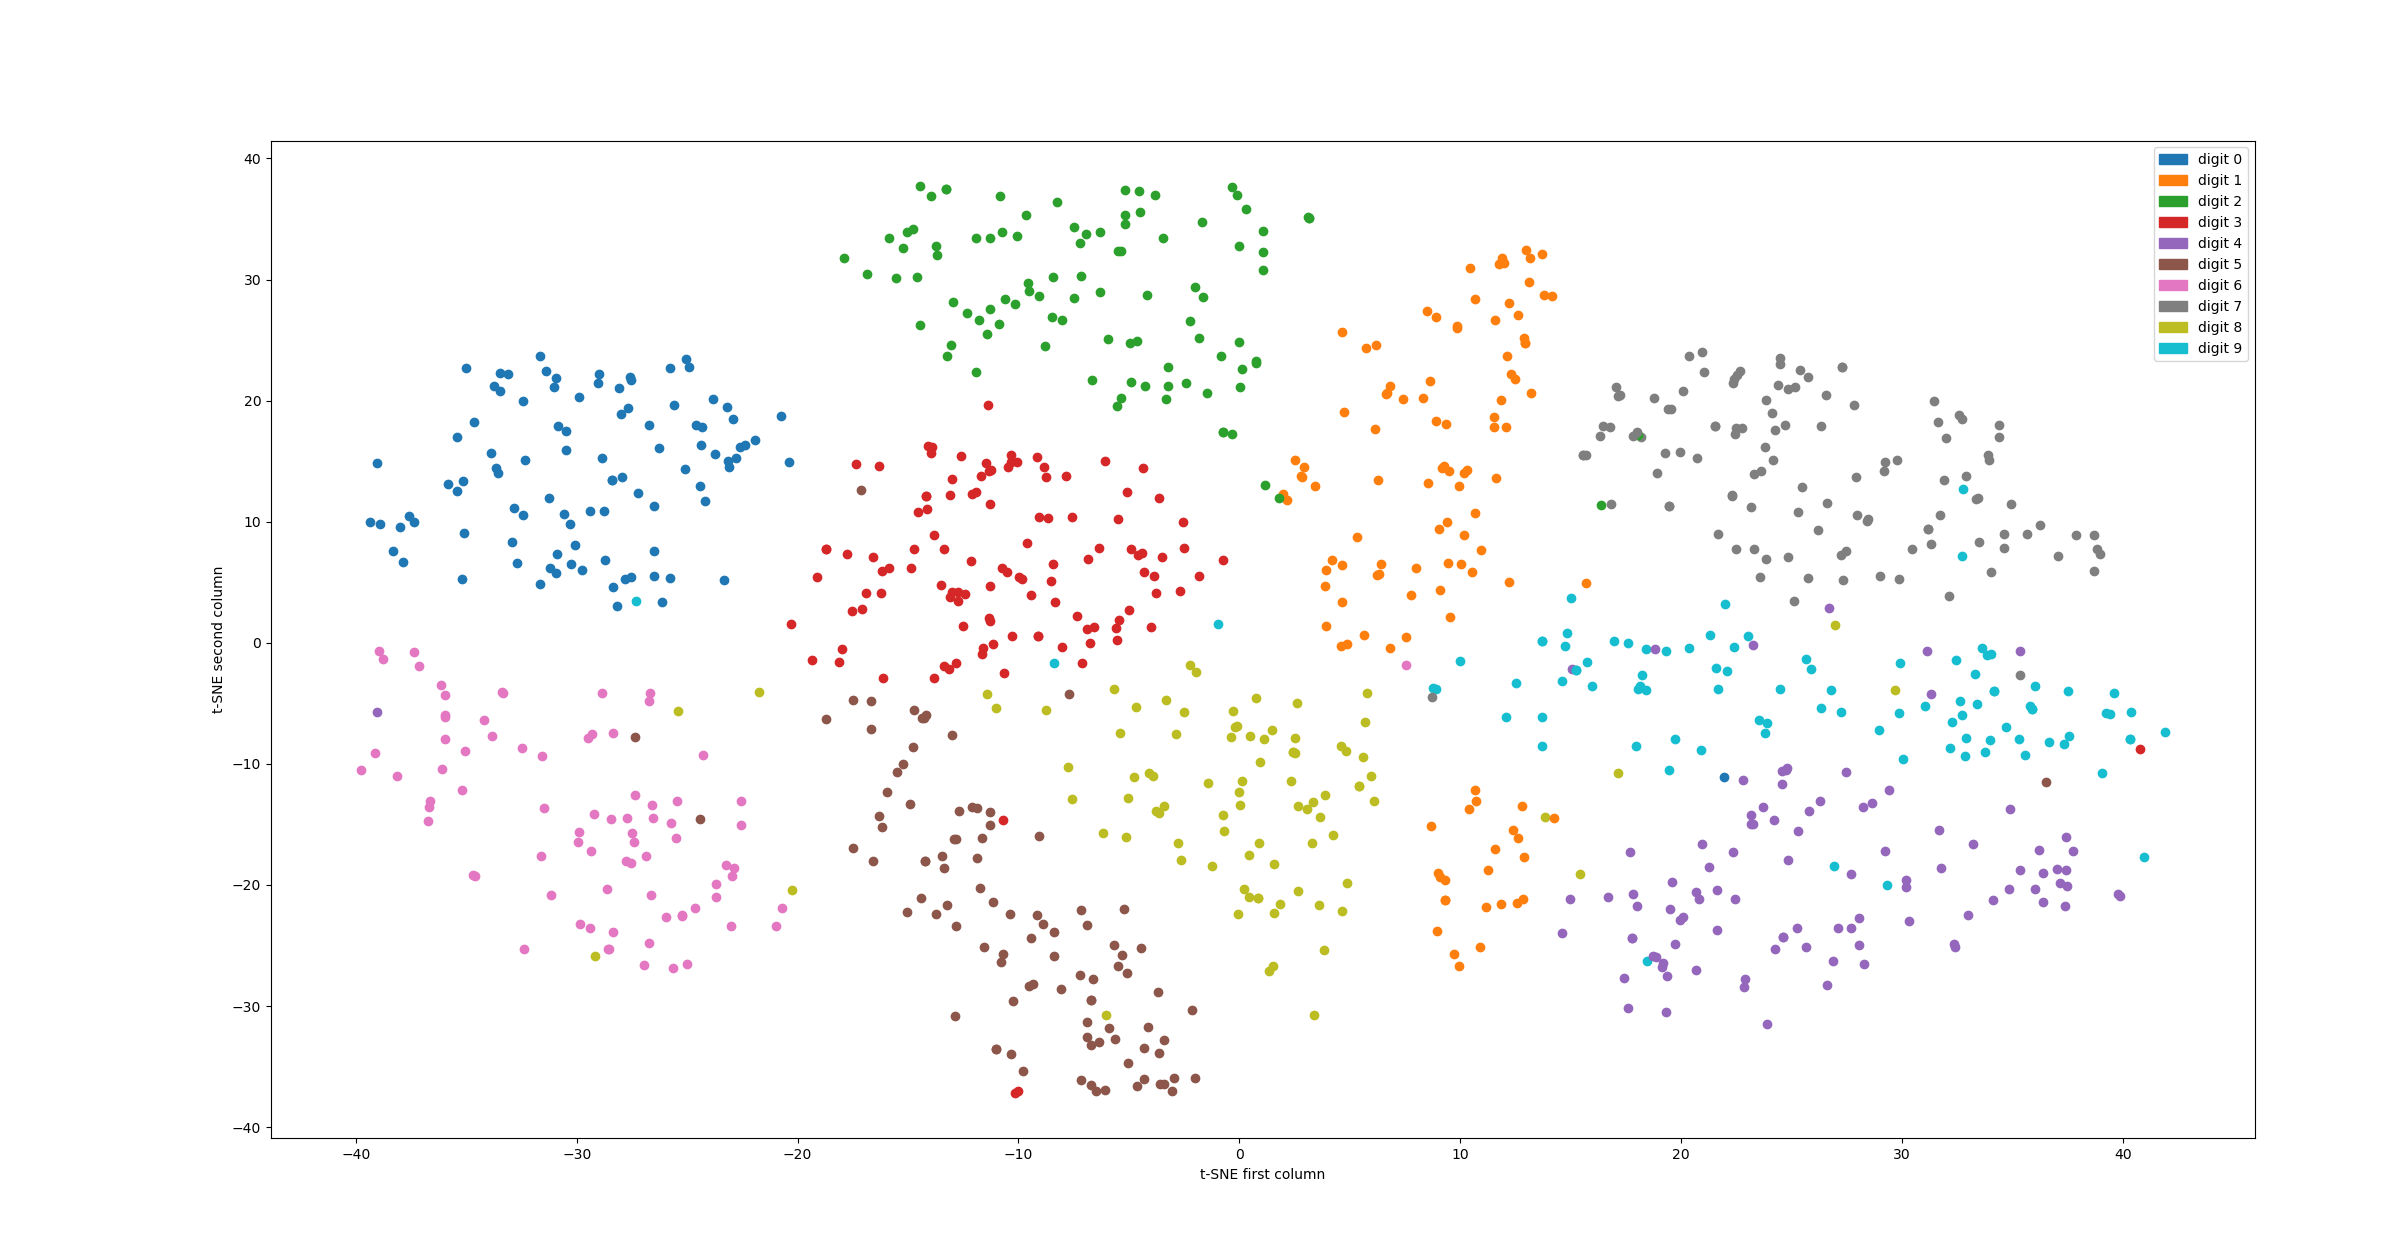 40
30
20
10
0
−10
−20
−30
−40
t-SNE second column
−40 −30 −20 −10 0 10 20 30 40
t-SNE first column
digit 0
digit 1
digit 2
digit 3
digit 4
digit 5
digit 6
digit 7
digit 8
digit 9